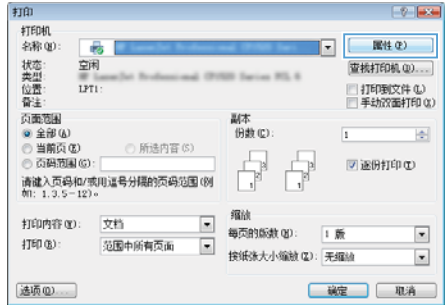 打印
打印机
名称(N):
属性(P)
状态: 空闲
类型:
查找打印机(D)...
位置: LPT1:
打印到文件(L)
备注:
手动双面打印(X)
页面范围
全部(A)
当前页(E) 所选内容(S)
页码范围(G):
请键入页码和/或用逗号分隔的页码范围(例
如: 1,3,5-12)。
副本
份数(C): 1
逐份打印(T)
打印内容(W): 文档
打印(R): 范围中所有页面
缩放
每页的版数(H): 1 版
按纸张大小缩放(Z): 无缩放
选项(O)...
确定
取消